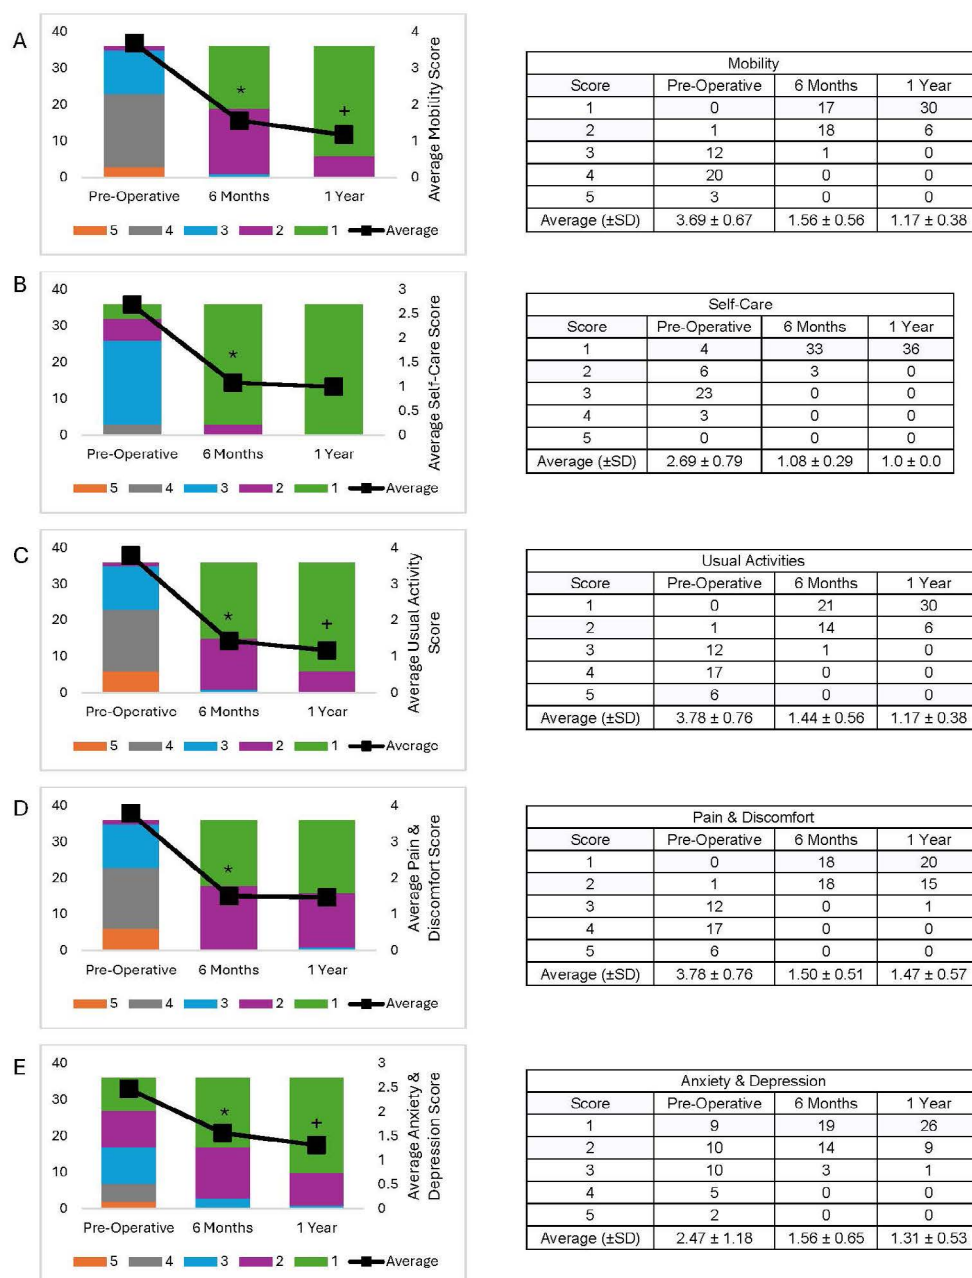 A
40
30
20
10
0
4
3
2
1
0
Average Mobility Score
*
+
Pre-Operative 6 Months 1 Year
5 4 3 2 1 Average
Mobility
Score Pre-Operative 6 Months 1 Year
1 0 17 30
2 1 18 6
3 12 1 0
4 20 0 0
5 3 0 0
Average (±SD) 3.69 ± 0.67 1.56 ± 0.56 1.17 ± 0.38
B
40
30
20
10
0
3
2.5
2
1.5
1
0.5
0
Average Self-Care Score
*
Pre-Operative 6 Months 1 Year
5 4 3 2 1 Average
Self-Care
Score Pre-Operative 6 Months 1 Year
1 4 33 36
2 6 3 0
3 23 0 0
4 3 0 0
5 0 0 0
Average (±SD) 2.69 ± 0.79 1.08 ± 0.29 1.0 ± 0.0
C
40
30
20
10
0
4
3
2
1
0
Average Usual Activity
Score
*
+
Pre-Operative 6 Months 1 Year
5 4 3 2 1 Average
Usual Activities
Score Pre-Operative 6 Months 1 Year
1 0 21 30
2 1 14 6
3 12 1 0
4 17 0 0
5 6 0 0
Average (±SD) 3.78 ± 0.76 1.44 ± 0.56 1.17 ± 0.38
D
40
30
20
10
0
4
3
2
1
0
Average Pain &
Discomfort Score
*
Pre-Operative 6 Months 1 Year
5 4 3 2 1 Average
Pain & Discomfort
Score Pre-Operative 6 Months 1 Year
1 0 18 20
2 1 18 15
3 12 0 1
4 17 0 0
5 6 0 0
Average (±SD) 3.78 ± 0.76 1.50 ± 0.51 1.47 ± 0.57
E
40
30
20
10
0
3
2.5
2
1.5
1
0.5
0
Average Anxiety &
Depression Score
*
+
Pre-Operative 6 Months 1 Year
5 4 3 2 1 Average
Anxiety & Depression
Score Pre-Operative 6 Months 1 Year
1 9 19 26
2 10 14 9
3 10 3 1
4 5 0 0
5 2 0 0
Average (±SD) 2.47 ± 1.18 1.56 ± 0.65 1.31 ± 0.53